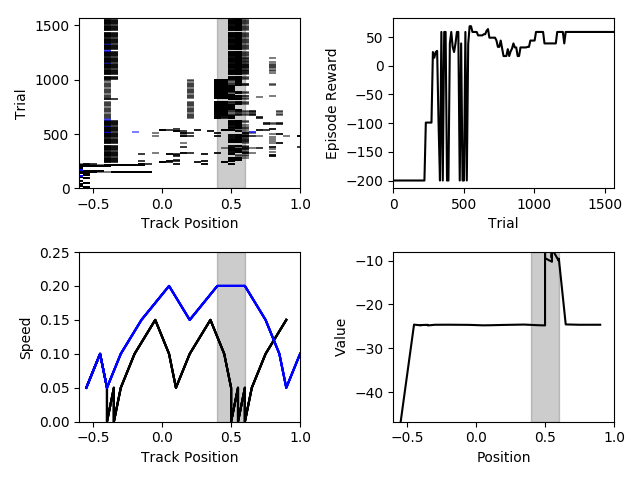 1500
1000
500
0
Trial
−0.5 0.0 0.5 1.0
Track Position
50
0
−50
−100
−150
−200
Episode Reward
0 500 1000 1500
Trial
0.25
0.20
0.15
0.10
0.05
0.00
Speed
−0.5 0.0 0.5 1.0
Track Position
−10
−20
−30
−40
Value
−0.5 0.0 0.5 1.0
Position